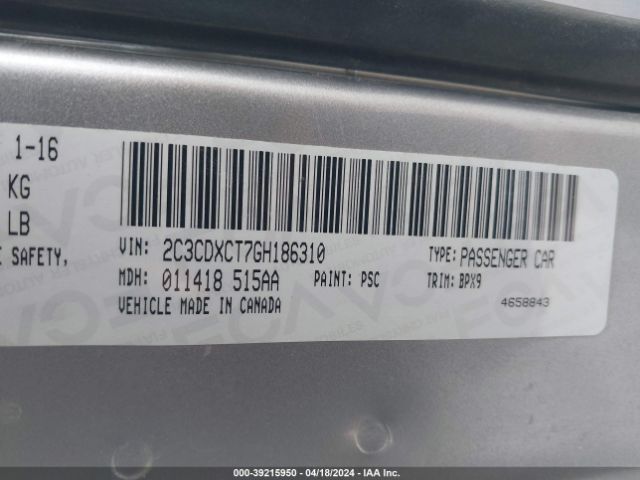 1-16
KG
LB
SAFETY,
VIN: 2C3CDXCT7GH186310 TYPE: PASSENGER CAR
MDH: 011418 515AA PAINT: PSC TRIM: BPX9
VEHICLE MADE IN CANADA 4658843
000-39215950 - 04/18/2024 - IAA Inc.